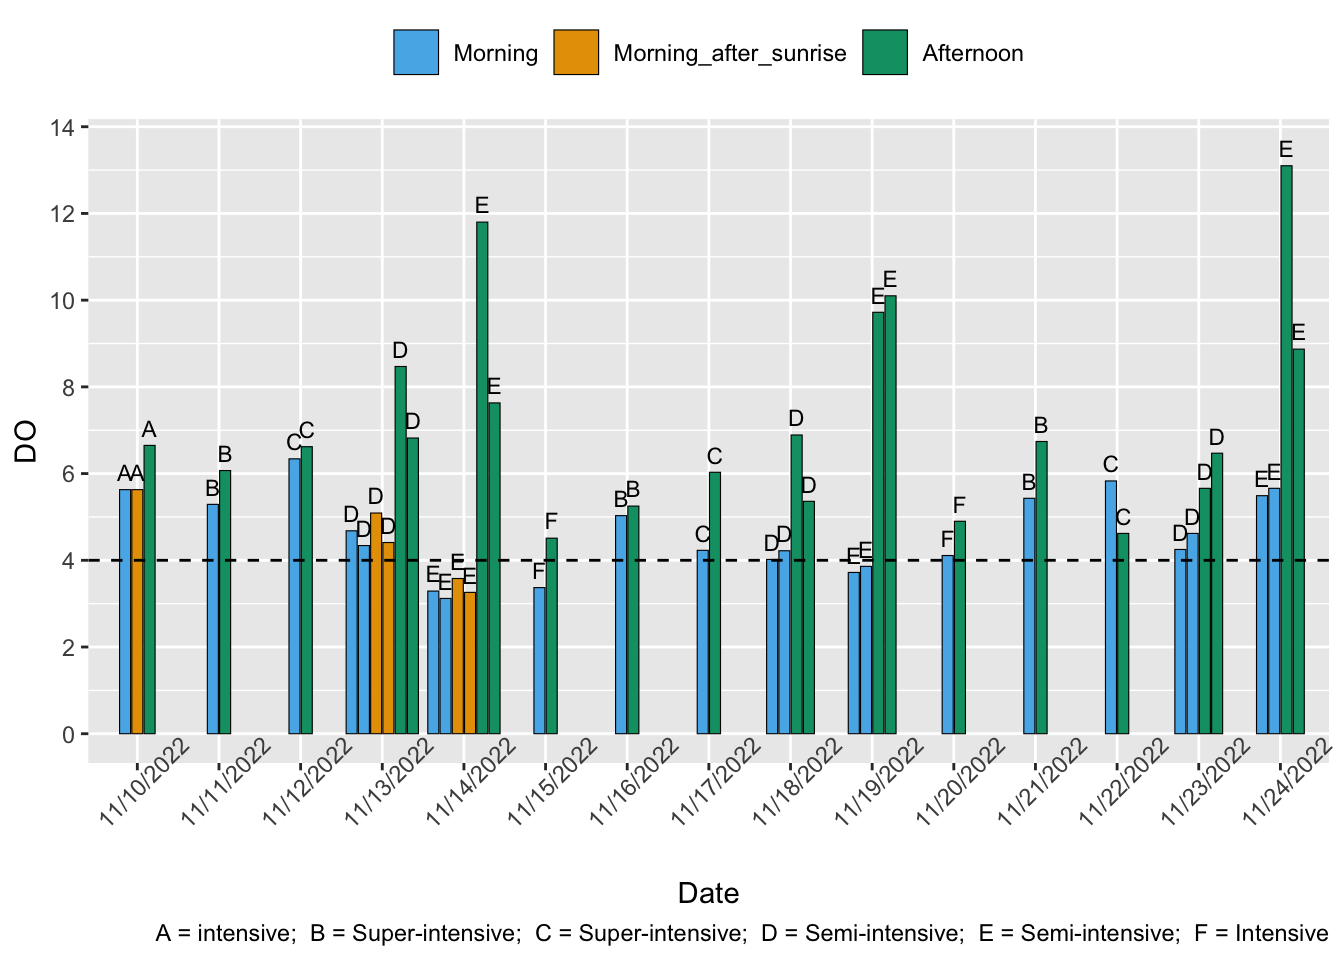 Morning Morning_after_sunrise Afternoon
DO
14
12
10
8
6
4
2
0
A A A B B C C D D D D D D E E E E E E F F B B C C D D D D E E E E F F B B C C D D D D E E E E
11/10/2022 11/11/2022 11/12/2022 11/13/2022 11/14/2022 11/15/2022 11/16/2022 11/17/2022 11/18/2022 11/19/2022 11/20/2022 11/21/2022 11/22/2022 11/23/2022 11/24/2022
Date
A = intensive; B = Super-intensive; C = Super-intensive; D = Semi-intensive; E = Semi-intensive; F = Intensive